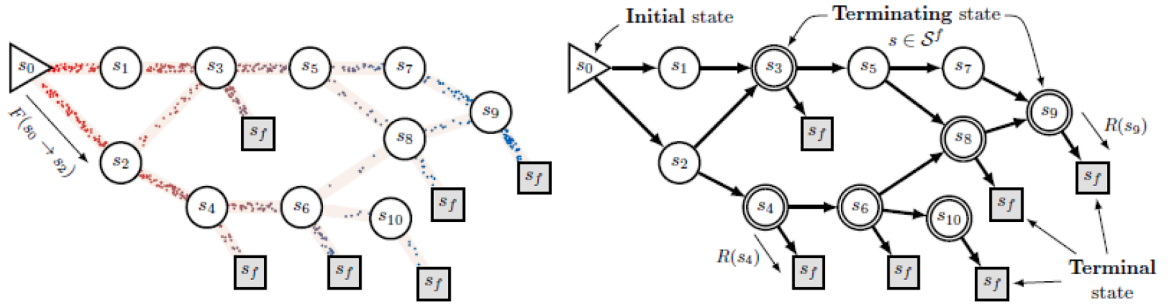 s0
s1
s3
s5
s7
s9
F(s0 → s2)
sf
s2
s8
sf
s4
s6
s10
sf
sf
sf
sf
Initial state
Terminating state
s ∈ 𝒮^f
s0
s1
s3
s5
s7
s9
R(s9)
sf
s8
s2
sf
s4
s6
s10
sf
R(s4)
sf
sf
sf
Terminal
state